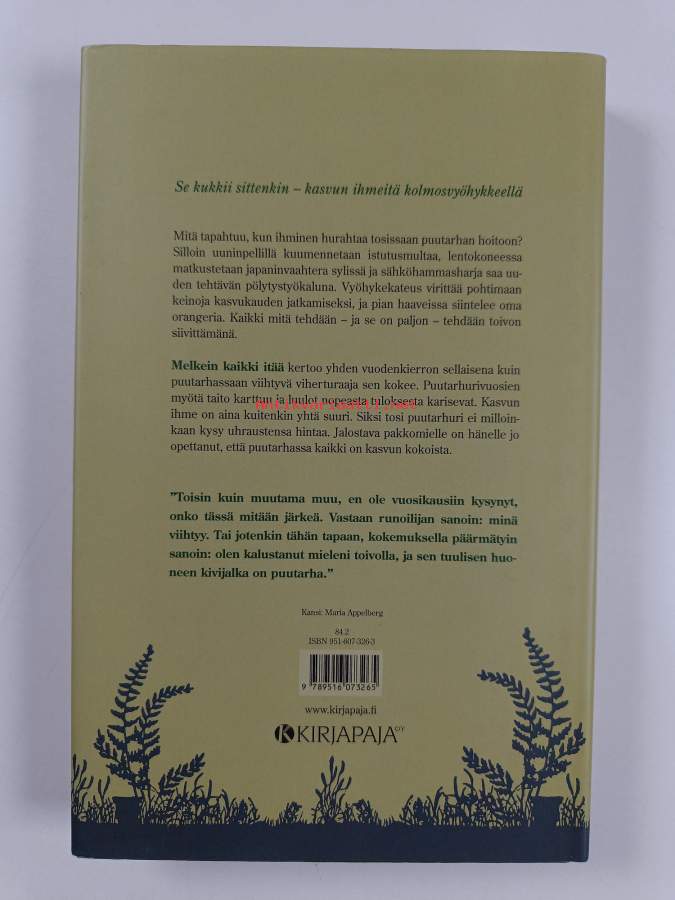 Se kukkii sittenkin – kasvun ihmeitä kolmosvyöhykkeellä
Mitä tapahtuu, kun ihminen hurahtaa tosissaan puutarhan hoitoon?
Silloin uuninpellillä kuumennetaan istutusmultaa, lentokoneessa
matkustetaan japaninvaahtera sylissä ja sähköhammasharja saa uu-
den tehtävän pölytystyökaluna. Vyöhykekateus virittää pohtimaan
keinoja kasvukauden jatkamiseksi, ja pian haaveissa siintelee oma
orangeria. Kaikki mitä tehdään – ja se on paljon – tehdään toivon
siivittämänä.
Melkein kaikki itää kertoo yhden vuodenkierron sellaisena kuin
puutarhassaan viihtyvä viherturaaja sen kokee. Puutarhurivuosien
myötä taito karttuu ja luulot nopeasta tuloksesta karisevat. Kasvun
antikvariaatti.net
ihme on aina kuitenkin yhtä suuri. Siksi tosi puutarhuri ei milloin-
kaan kysy uhraustensa hintaa. Jalostava pakkomielle on hänelle jo
opettanut, että puutarhassa kaikki on kasvun kokoista.
”Toisin kuin muutama muu, en ole vuosikausiin kysynyt,
onko tässä mitään järkeä. Vastaan runoilijan sanoin: minä
viihtyy. Tai jotenkin tähän tapaan, kokemuksella päärmätyin
sanoin: olen kalustanut mieleni toivolla, ja sen tuulisen huo-
neen kivijalka on puutarha.”
Kansi: Maria Appelberg
84.2
ISBN 951-607-326-3
9 789516 073265
www.kirjapaja.fi
KIRJAPAJA OY